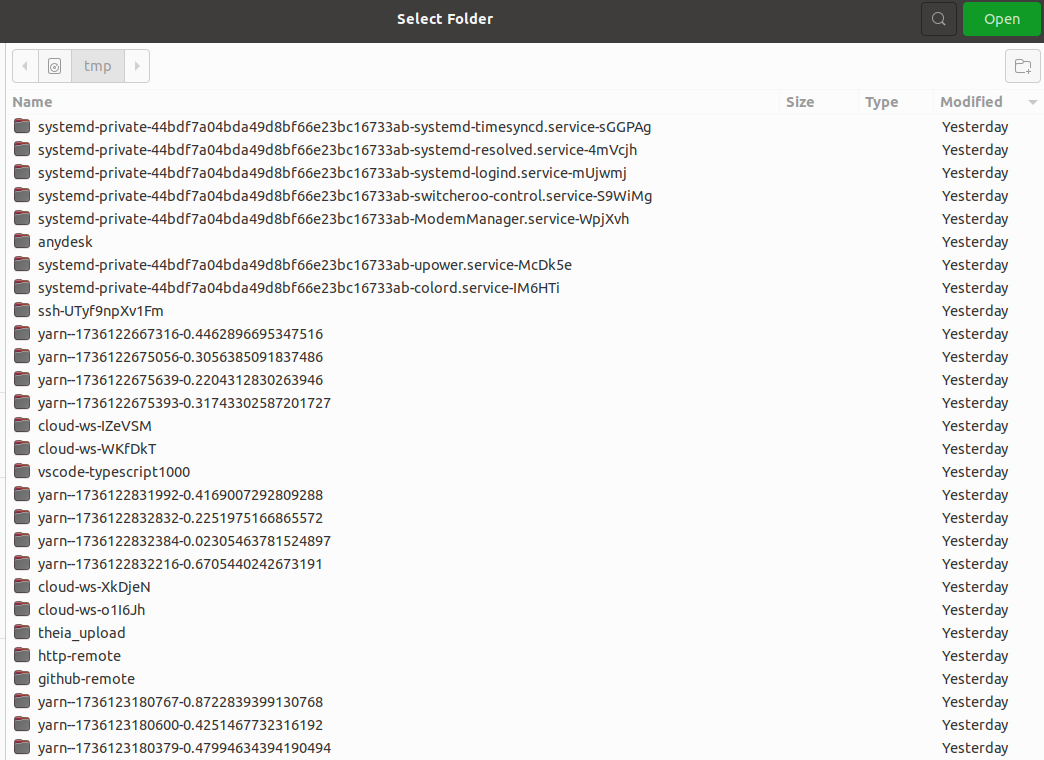 Select Folder Open
tmp
Name Size Type Modified
systemd-private-44bdf7a04bda49d8bf66e23bc16733ab-systemd-timesyncd.service-sGGPAg Yesterday
systemd-private-44bdf7a04bda49d8bf66e23bc16733ab-systemd-resolved.service-4mVcjh Yesterday
systemd-private-44bdf7a04bda49d8bf66e23bc16733ab-systemd-logind.service-mUjwmj Yesterday
systemd-private-44bdf7a04bda49d8bf66e23bc16733ab-switcheroo-control.service-S9WiMg Yesterday
systemd-private-44bdf7a04bda49d8bf66e23bc16733ab-ModemManager.service-WpjXvh Yesterday
anydesk Yesterday
systemd-private-44bdf7a04bda49d8bf66e23bc16733ab-upower.service-McDk5e Yesterday
systemd-private-44bdf7a04bda49d8bf66e23bc16733ab-colord.service-IM6HTi Yesterday
ssh-UTyf9npXv1Fm Yesterday
yarn--1736122667316-0.4462896695347516 Yesterday
yarn--1736122675056-0.3056385091837486 Yesterday
yarn--1736122675639-0.2204312830263946 Yesterday
yarn--1736122675393-0.31743302587201727 Yesterday
cloud-ws-IZeVSM Yesterday
cloud-ws-WKfDkT Yesterday
vscode-typescript1000 Yesterday
yarn--1736122831992-0.4169007292809288 Yesterday
yarn--1736122832832-0.2251975166865572 Yesterday
yarn--1736122832384-0.02305463781524897 Yesterday
yarn--1736122832216-0.6705440242673191 Yesterday
cloud-ws-XkDjeN Yesterday
cloud-ws-o1I6Jh Yesterday
theia_upload Yesterday
http-remote Yesterday
github-remote Yesterday
yarn--1736123180767-0.8722839399130768 Yesterday
yarn--1736123180600-0.4251467732316192 Yesterday
yarn--1736123180379-0.47994634394190494 Yesterday